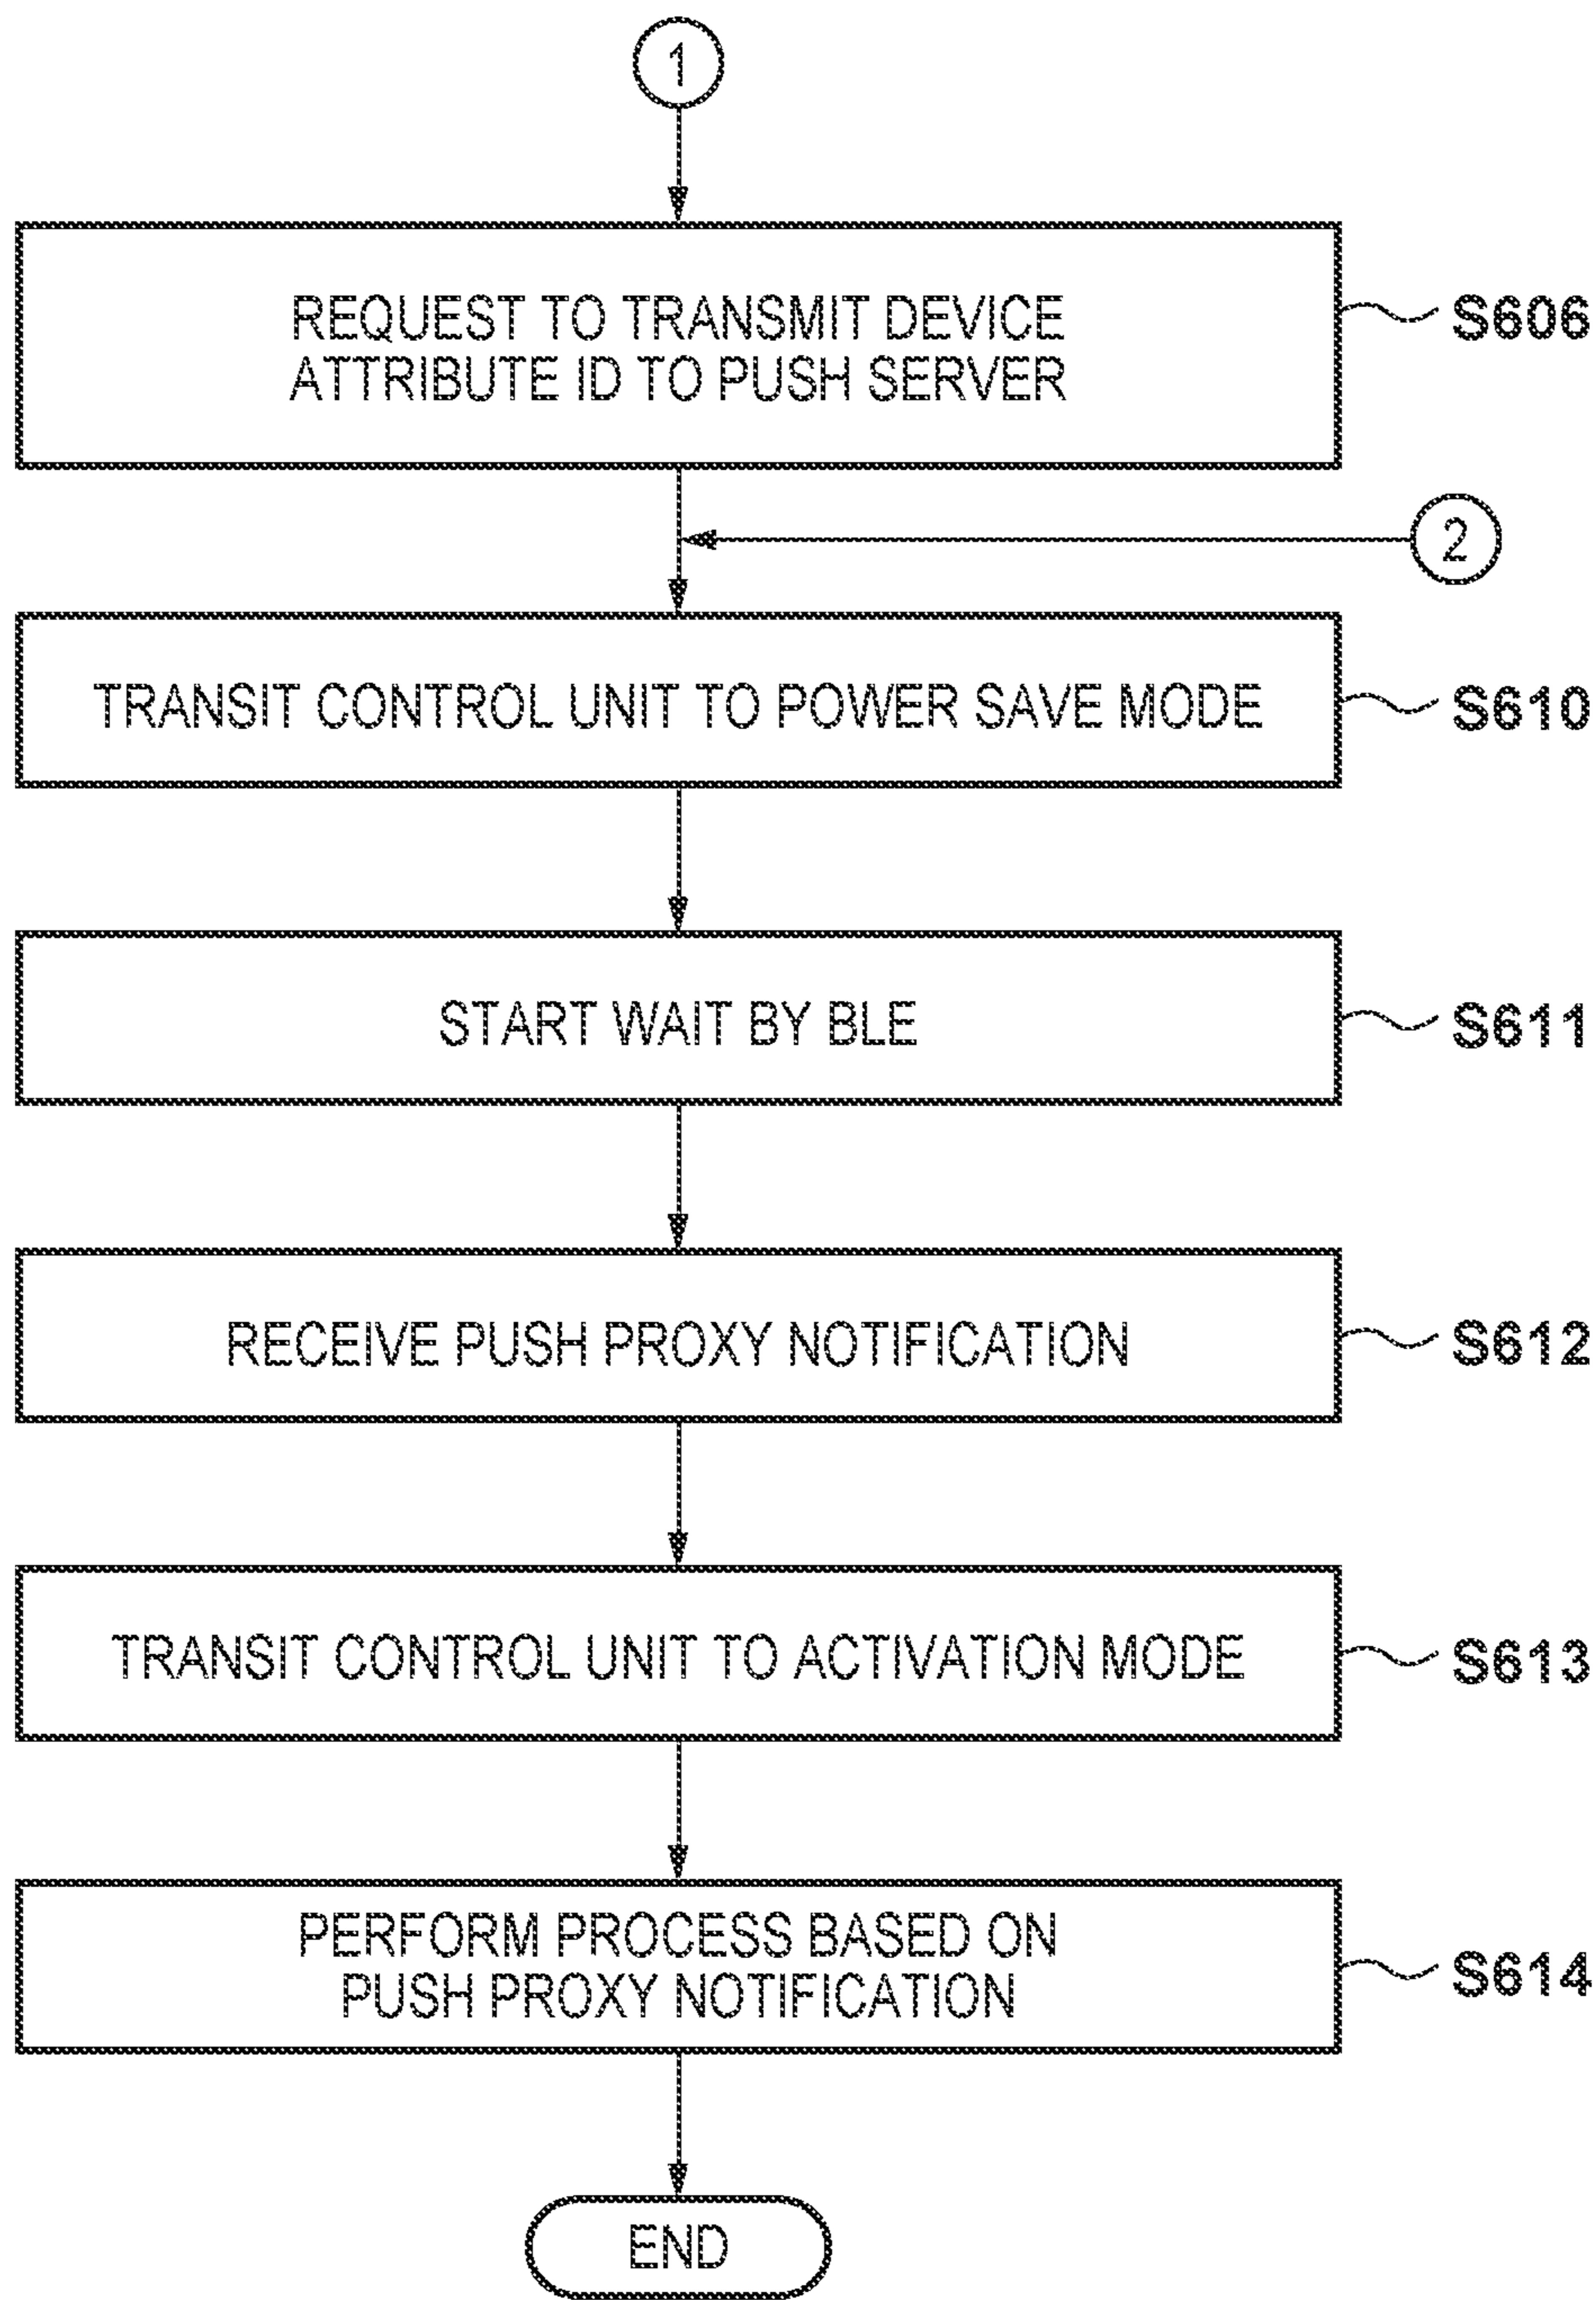 1
REQUEST TO TRANSMIT DEVICE
ATTRIBUTE ID TO PUSH SERVER
S606
2
TRANSIT CONTROL UNIT TO POWER SAVE MODE
S610
START WAIT BY BLE
S611
RECEIVE PUSH PROXY NOTIFICATION
S612
TRANSIT CONTROL UNIT TO ACTIVATION MODE
S613
PERFORM PROCESS BASED ON
PUSH PROXY NOTIFICATION
S614
END